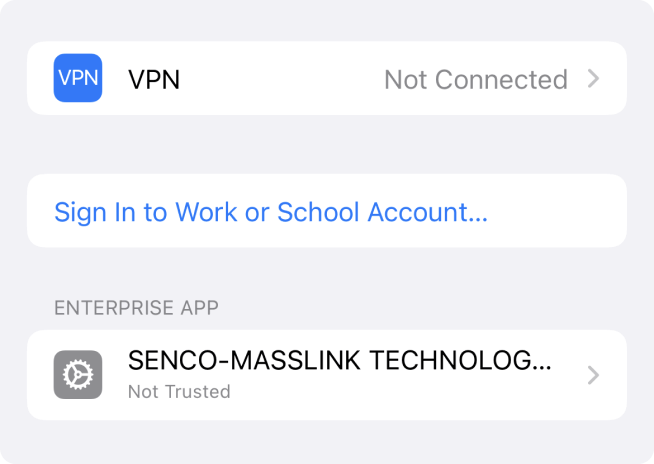 VPN
VPN
Not Connected
Sign In to Work or School Account...
ENTERPRISE APP
SENCO-MASSLINK TECHNOLOG...
Not Trusted